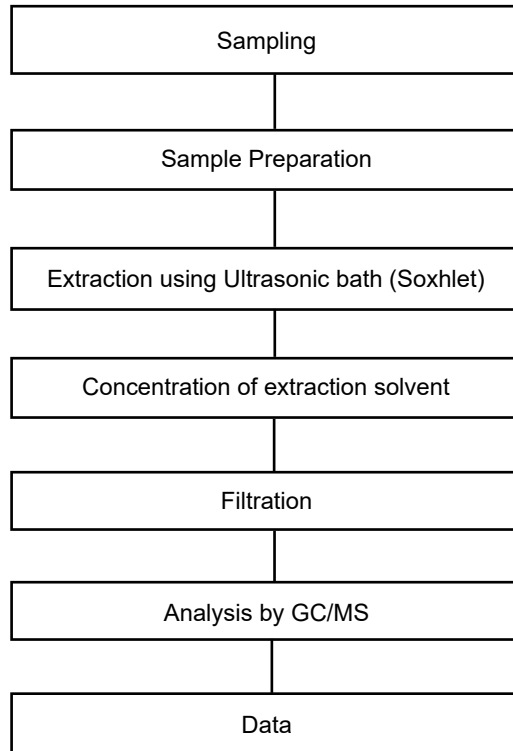 Sampling
Sample Preparation
Extraction using Ultrasonic bath (Soxhlet)
Concentration of extraction solvent
Filtration
Analysis by GC/MS
Data